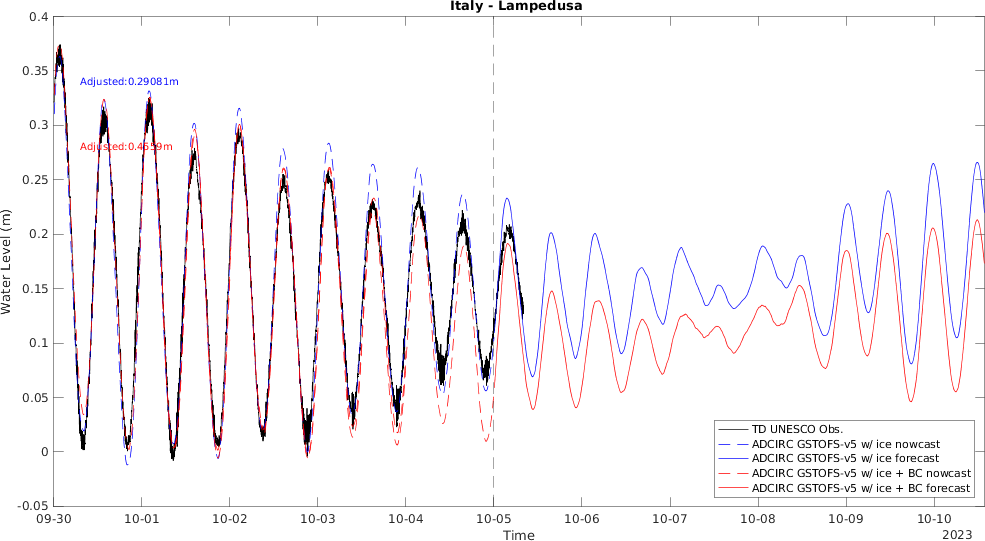 Italy - Lampedusa
0.4
0.35
0.3
0.25
0.2
0.15
0.1
0.05
0
-0.05
Water Level (m)
Adjusted:0.29081m
Adjusted:0.4559m
09-30 10-01 10-02 10-03 10-04 10-05 10-06 10-07 10-08 10-09 10-10
Time
2023
TD UNESCO Obs.
ADCIRC GSTOFS-v5 w/ ice nowcast
ADCIRC GSTOFS-v5 w/ ice forecast
ADCIRC GSTOFS-v5 w/ ice + BC nowcast
ADCIRC GSTOFS-v5 w/ ice + BC forecast